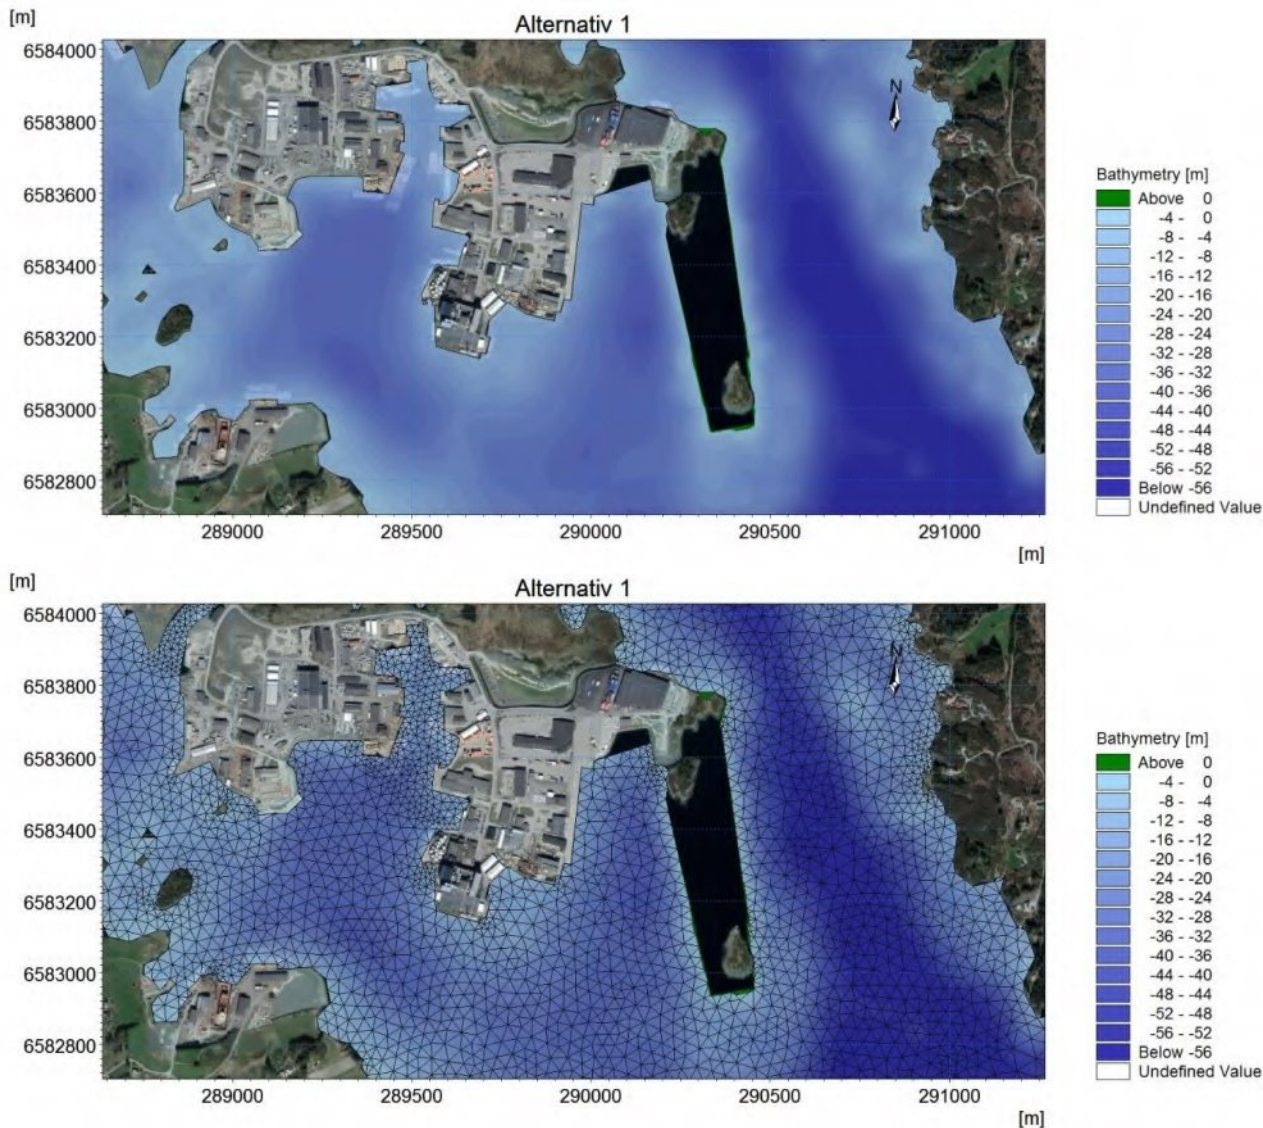 [m]
Alternativ 1
6584000
6583800
6583600
6583400
6583200
6583000
6582800
289000 289500 290000 290500 291000
[m]
N
Bathymetry [m]
Above 0
-4 - 0
-8 - -4
-12 - -8
-16 - -12
-20 - -16
-24 - -20
-28 - -24
-32 - -28
-36 - -32
-40 - -36
-44 - -40
-48 - -44
-52 - -48
-56 - -52
Below -56
Undefined Value
[m]
Alternativ 1
6584000
6583800
6583600
6583400
6583200
6583000
6582800
289000 289500 290000 290500 291000
[m]
N
Bathymetry [m]
Above 0
-4 - 0
-8 - -4
-12 - -8
-16 - -12
-20 - -16
-24 - -20
-28 - -24
-32 - -28
-36 - -32
-40 - -36
-44 - -40
-48 - -44
-52 - -48
-56 - -52
Below -56
Undefined Value